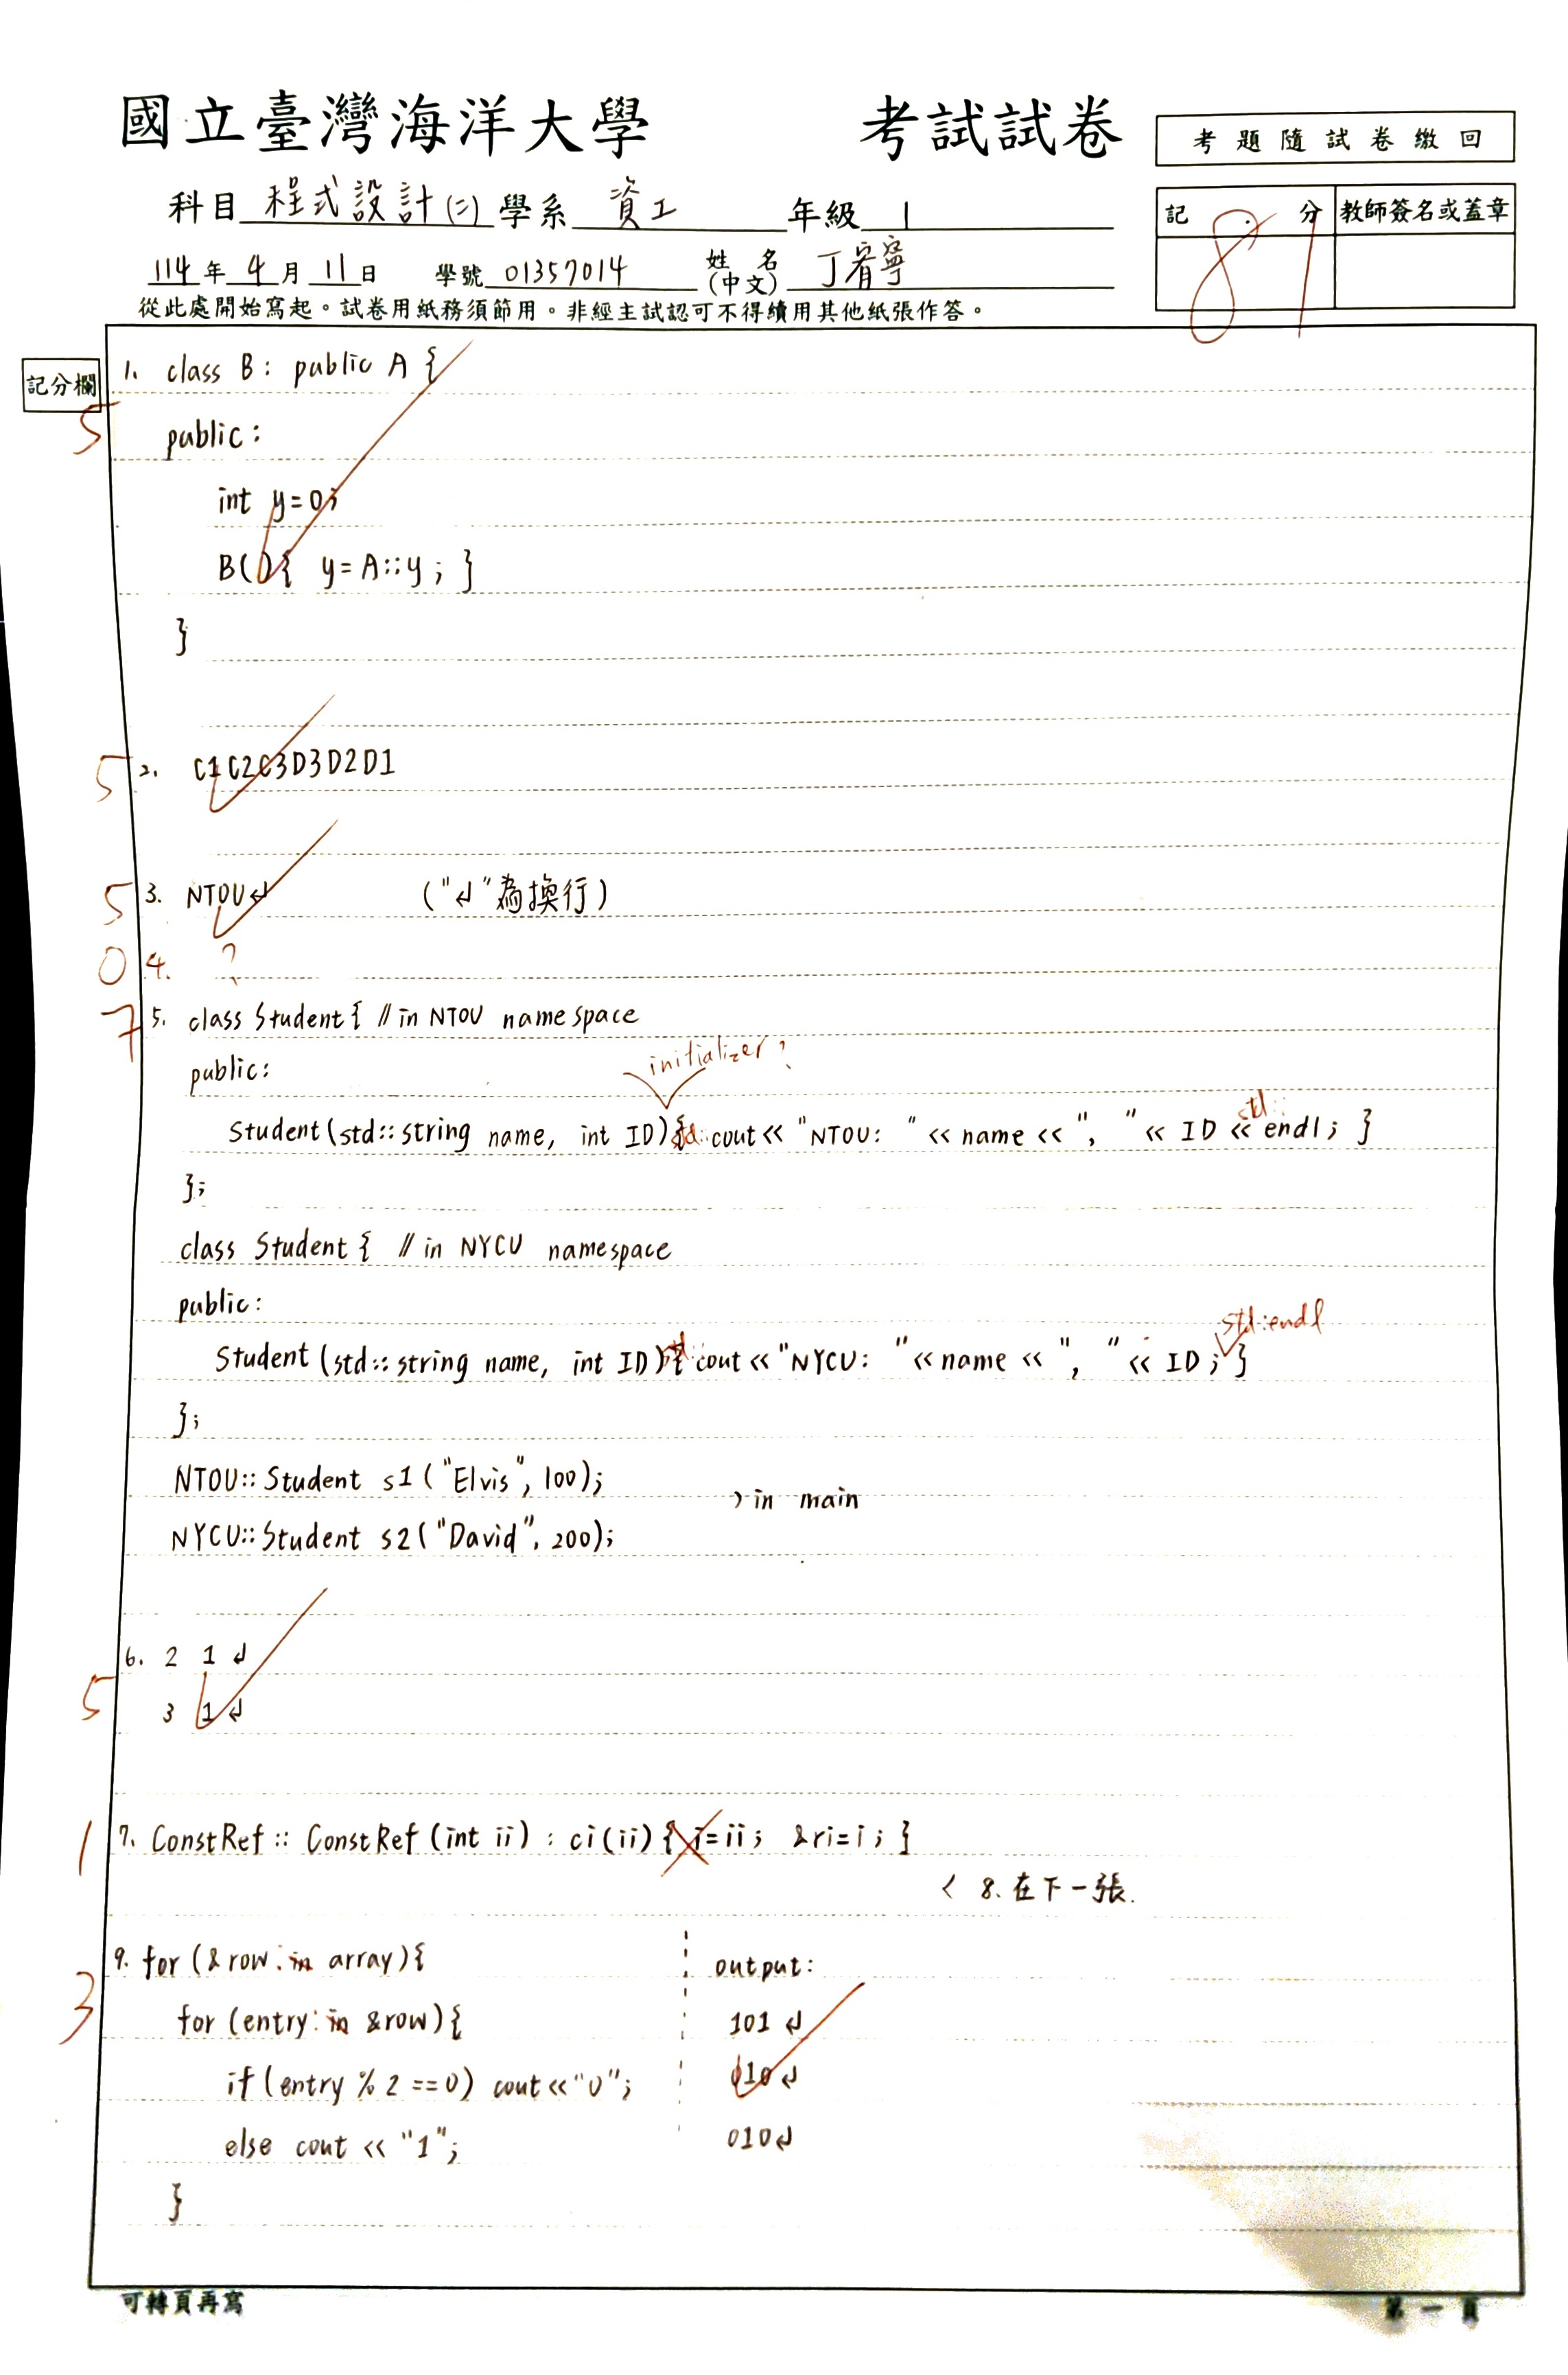 國立臺灣海洋大學 考試試卷
考題隨試卷繳回
科目 程式設計(二) 學系 資工 年級 1
記 分 教師簽名或蓋章
81
114年4月11日 學號 01357014 姓名(中文) 丁宥寧
從此處開始寫起。試卷用紙務須節用。非經主試認可不得續用其他紙張作答。
記分欄
1. class B: public A {
5 public:
int y=0;
B(){ y=A::y; }
}
5 2. C1C2C3D3D2D1
5 3. NTOU↵ ("↵"為換行)
0 4. ?
7 5. class Student{ // in NTOU namespace
initializer?
public:
std::
Student(std::string name, int ID){std::cout<< "NTOU: " << name << ", " << ID << endl; }
};
class Student{ // in NYCU namespace
public:
std::endl
Student (std::string name, int ID){std:: cout << "NYCU: "<< name << ", " << ID; }
};
NTOU::Student s1("Elvis", 100);
>in main
NYCU::Student s2("David", 200);
6. 2 1 ↵
5 3 1 ↵
1 7. ConstRef:: ConstRef(int ii) : ci(ii){ i=ii; &ri=i; }
< 8.在下一張.
9. for (&row: in array){ output:
3 for (entry: in &row){ 101 ↵
if(entry % 2 ==0) cout<<"0"; 010↵
else cout << "1"; 010↵
}
可轉頁再寫 第一頁